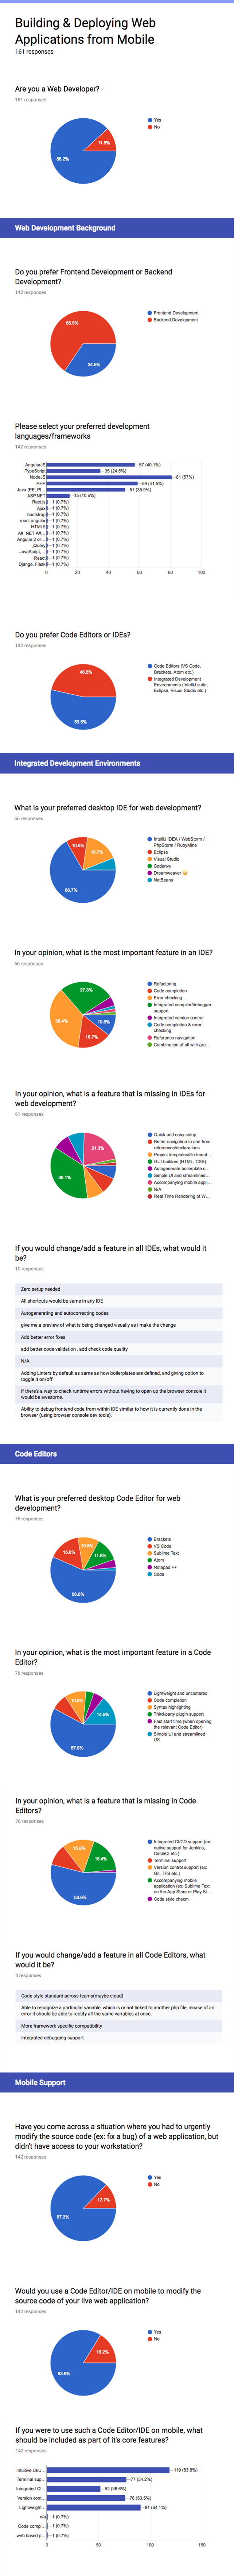 Building & Deploying Web
Applications from Mobile
161 responses
Are you a Web Developer?
161 responses
Yes
No
11.8%
88.2%
Web Development Background
Do you prefer Frontend Development or Backend
Development?
142 responses
Frontend Development
Backend Development
65.5%
34.5%
Please select your preferred development
languages/frameworks
142 responses
AngularJS
57 (40.1%)
TypeScript
35 (24.6%)
NodeJS
81 (57%)
PHP
59 (41.5%)
Java (EE, Pl...
51 (35.9%)
ASP.NET
15 (10.6%)
React.js
1 (0.7%)
Ajax
1 (0.7%)
bootstrap
1 (0.7%)
react angular
1 (0.7%)
HTML5
1 (0.7%)
A# .NET A# ...
1 (0.7%)
Angular 2 or...
1 (0.7%)
jQuery
1 (0.7%)
JavaScript,...
1 (0.7%)
React
1 (0.7%)
Django, Flask
1 (0.7%)
0 20 40 60 80 100
Do you prefer Code Editors or IDEs?
142 responses
Code Editors (VS Code,
Brackets, Atom etc.)
Integrated Development
Environments (IntelliJ suite,
Eclipse, Visual Studio etc.)
46.5%
53.5%
Integrated Development Environments
What is your preferred desktop IDE for web development?
66 responses
IntelliJ IDEA / WebStorm /
PhpStorm / RubyMine
Eclipse
Visual Studio
Codenvy
Dreamweaver
NetBeans
10.6%
16.7%
66.7%
In your opinion, what is the most important feature in an IDE?
66 responses
Refactoring
Code completion
Error checking
Integrated compiler/debugger
support
Integrated version control
Code completion & error
checking
Reference navigation
Combination of all with gre...
27.3%
10.6%
16.7%
In your opinion, what is a feature that is missing in IDEs for
web development?
61 responses
Quick and easy setup
Better navigation to and from
references/declarations
Project templates/file templ...
GUI builders (HTML, CSS)
Autogenerate boilerplate c...
Simple UI and streamlined...
Accompanying mobile appli...
N/A
Real Time Rendering of W...
21.3%
36.1%
If you would change/add a feature in all IDEs, what would it
be?
10 responses
Zero setup needed
All shortcuts would be same in any IDE
Autogenerating and autocorrecting codes
give me a preview of what is being changed visually as i make the change
Add better error fixes
add better code validation , add check code quality
N/A
Adding Linters by default as same as how boilerplates are defined, and giving option to
toggle it on/off
If there's a way to check runtime errors without having to open up the browser console it
would be awesome.
Ability to debug frontend code from within IDE similar to how it is currently done in the
browser (using browser console dev tools).
Code Editors
What is your preferred desktop Code Editor for web
development?
76 responses
Brackets
VS Code
Sublime Text
Atom
Notepad ++
Coda
11.8%
In your opinion, what is the most important feature in a Code
Editor?
76 responses
Lightweight and uncluttered
Code completion
Syntax highlighting
Third-party plugin support
Fast start time (when opening
the relevant Code Editor)
Simple UI and streamlined
UX
10.5%
14.5%
57.9%
In your opinion, what is a feature that is missing in Code
Editors?
76 responses
Integrated CI/CD support (ex:
native support for Jenkins,
CircleCI etc.)
Terminal support
Version control support (ex:
Git, TFS etc.)
Accompanying mobile
application (ex: Sublime Text
on the App Store or Play St...
Code style cheom
18.4%
53.9%
If you would change/add a feature in all Code Editors, what
would it be?
4 responses
Code style standard across teams(maybe cloud)
Able to recognize a particular variable, which is or not linked to another php file, incase of an
error it should be able to rectify all the same variables at once.
More framework specific compatibility
Integrated debugging support
Mobile Support
Have you come across a situation where you had to urgently
modify the source code (ex: fix a bug) of a web application, but
didn't have access to your workstation?
142 responses
Yes
No
12.7%
87.3%
Would you use a Code Editor/IDE on mobile to modify the
source code of your live web application?
142 responses
Yes
No
16.2%
83.8%
If you were to use such a Code Editor/IDE on mobile, what
should be included as part of it's core features?
142 responses
Intuitive UI/U...
119 (83.8%)
Terminal sup...
77 (54.2%)
Integrated CI...
52 (36.6%)
Version cont...
76 (53.5%)
Lightweight...
91 (64.1%)
n/a
1 (0.7%)
Code compl...
1 (0.7%)
web based p...
1 (0.7%)
0 50 100 150